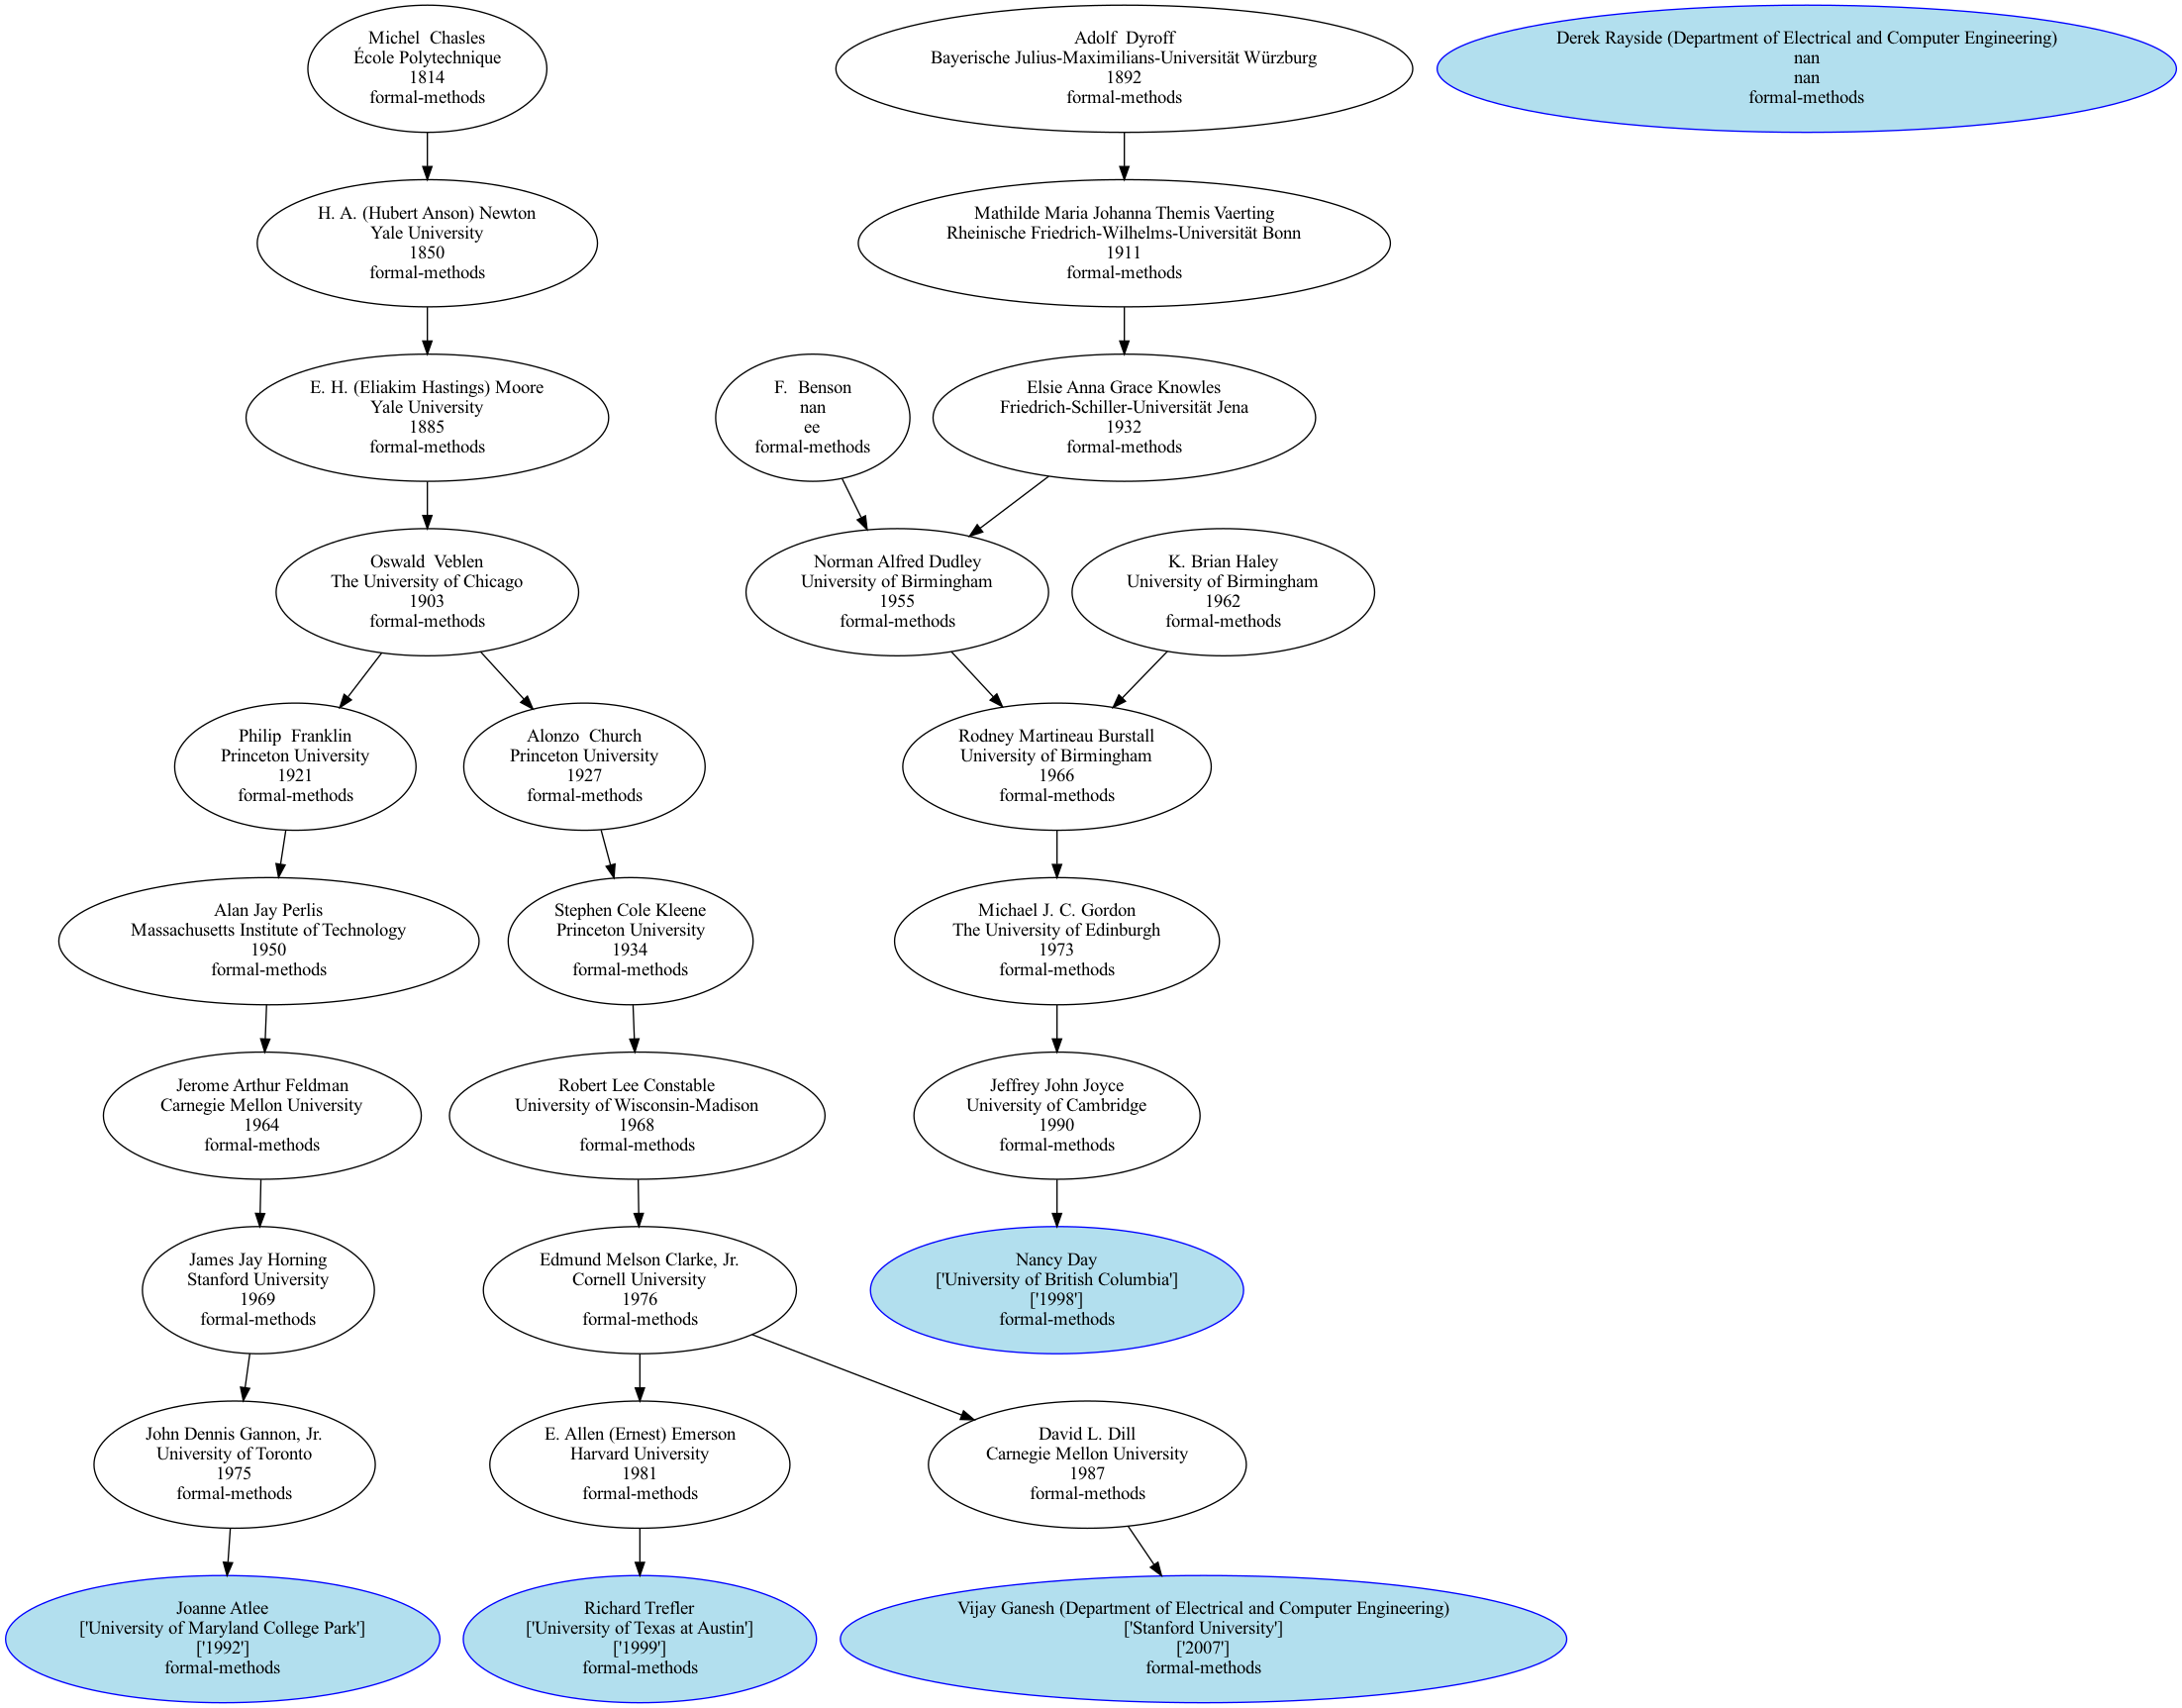 Michel  Chasles
École Polytechnique
1814
formal-methods
Adolf  Dyroff
Bayerische Julius-Maximilians-Universität Würzburg
1892
formal-methods
Derek Rayside (Department of Electrical and Computer Engineering)
nan
nan
formal-methods
H. A. (Hubert Anson) Newton
Yale University
1850
formal-methods
Mathilde Maria Johanna Themis Vaerting
Rheinische Friedrich-Wilhelms-Universität Bonn
1911
formal-methods
E. H. (Eliakim Hastings) Moore
Yale University
1885
formal-methods
F.  Benson
nan
ee
formal-methods
Elsie Anna Grace Knowles
Friedrich-Schiller-Universität Jena
1932
formal-methods
Oswald  Veblen
The University of Chicago
1903
formal-methods
Norman Alfred Dudley
University of Birmingham
1955
formal-methods
K. Brian Haley
University of Birmingham
1962
formal-methods
Philip  Franklin
Princeton University
1921
formal-methods
Alonzo  Church
Princeton University
1927
formal-methods
Rodney Martineau Burstall
University of Birmingham
1966
formal-methods
Alan Jay Perlis
Massachusetts Institute of Technology
1950
formal-methods
Stephen Cole Kleene
Princeton University
1934
formal-methods
Michael J. C. Gordon
The University of Edinburgh
1973
formal-methods
Jerome Arthur Feldman
Carnegie Mellon University
1964
formal-methods
Robert Lee Constable
University of Wisconsin-Madison
1968
formal-methods
Jeffrey John Joyce
University of Cambridge
1990
formal-methods
James Jay Horning
Stanford University
1969
formal-methods
Edmund Melson Clarke, Jr.
Cornell University
1976
formal-methods
Nancy Day
['University of British Columbia']
['1998']
formal-methods
John Dennis Gannon, Jr.
University of Toronto
1975
formal-methods
E. Allen (Ernest) Emerson
Harvard University
1981
formal-methods
David L. Dill
Carnegie Mellon University
1987
formal-methods
Joanne Atlee
['University of Maryland College Park']
['1992']
formal-methods
Richard Trefler
['University of Texas at Austin']
['1999']
formal-methods
Vijay Ganesh (Department of Electrical and Computer Engineering)
['Stanford University']
['2007']
formal-methods